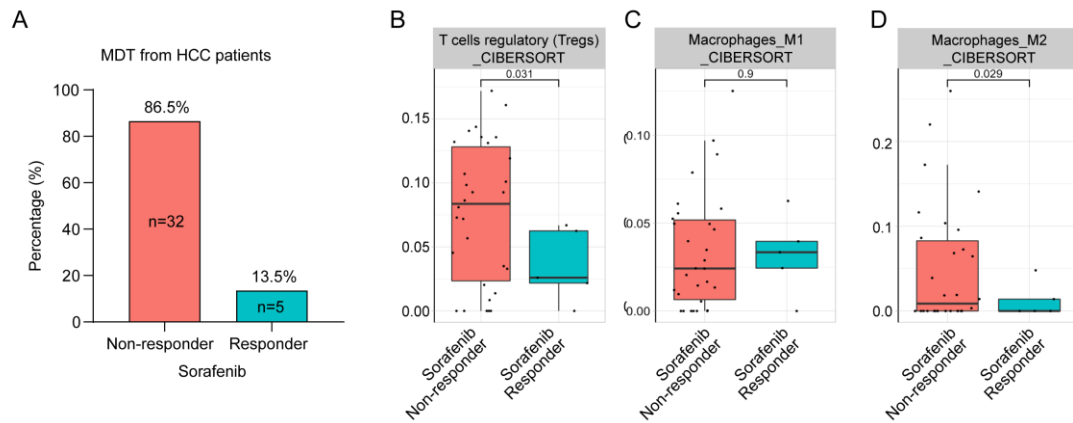 A
MDT from HCC patients
Percentage (%)
100
80
60
40
20
0
86.5%
n=32
13.5%
n=5
Non-responder
Responder
Sorafenib
B
T cells regulatory (Tregs)
_CIBERSORT
0.031
0.15
0.10
0.05
0.00
Sorafenib
Non-responder
Sorafenib
Responder
C
Macrophages_M1
_CIBERSORT
0.9
0.10
0.05
0.00
Sorafenib
Non-responder
Sorafenib
Responder
D
Macrophages_M2
_CIBERSORT
0.029
0.2
0.1
0.0
Sorafenib
Non-responder
Sorafenib
Responder